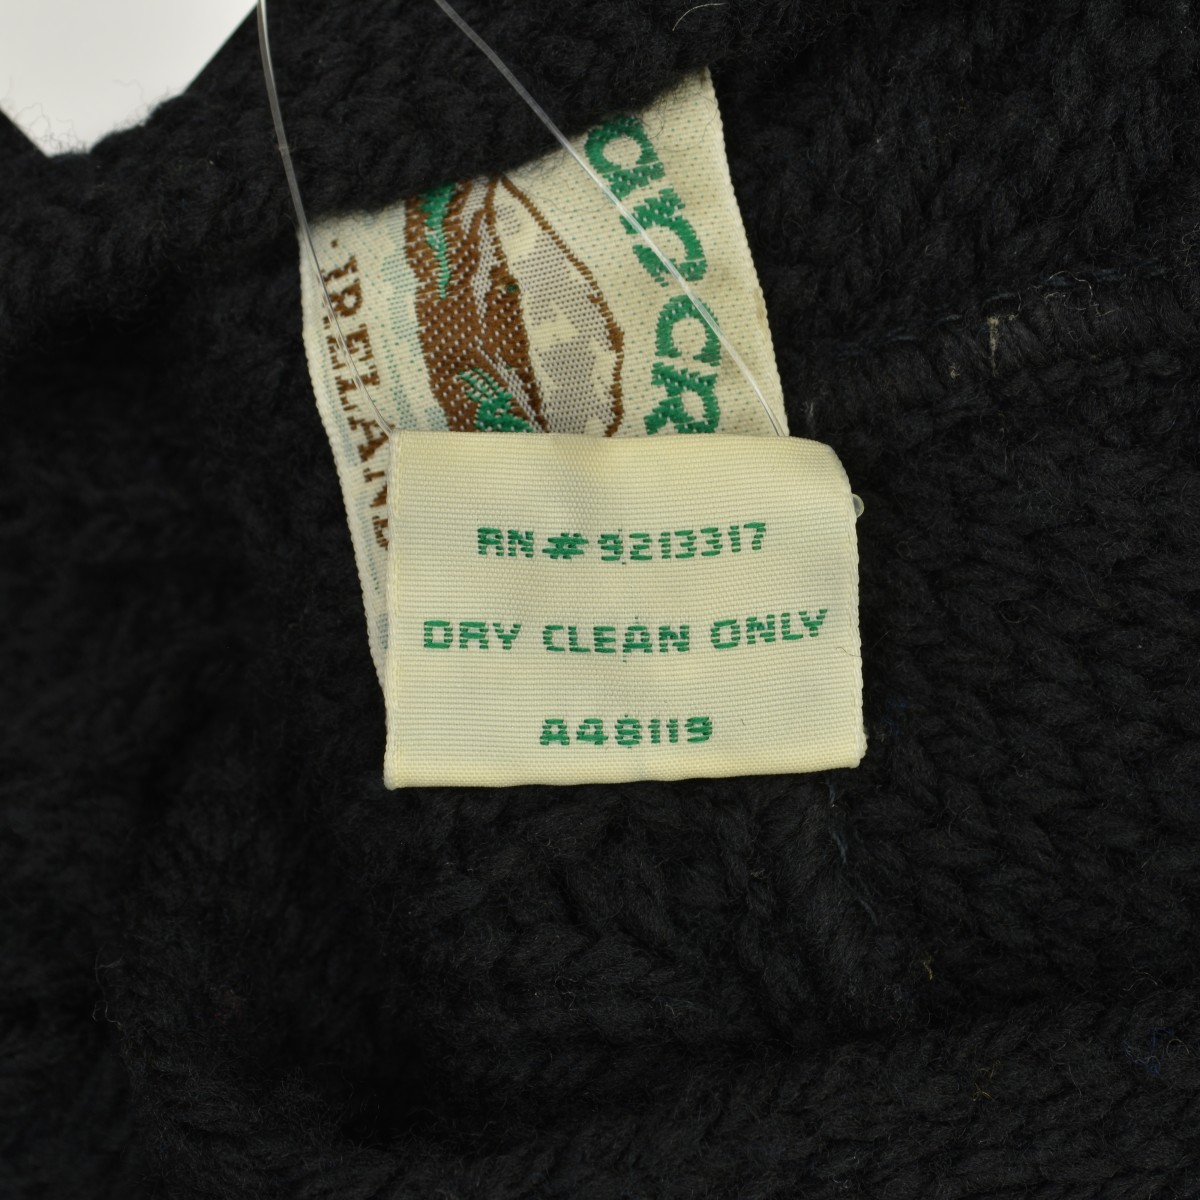 IRELAND
RN # 9213317
DRY CLEAN ONLY
A48119